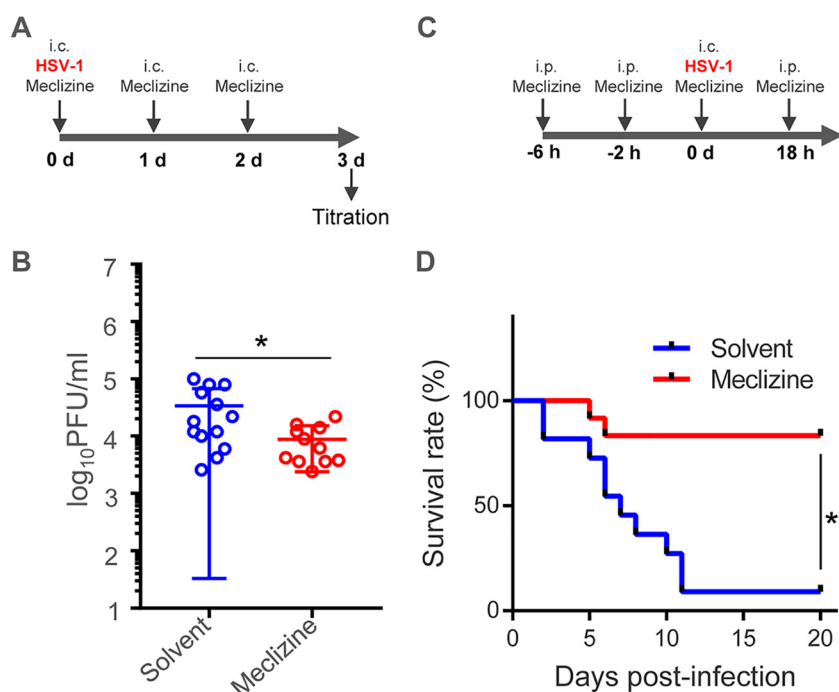 A
i.c.
HSV-1
Meclizine
i.c.
Meclizine
i.c.
Meclizine
0 d
1 d
2 d
3 d
Titration
C
i.p.
Meclizine
i.p.
Meclizine
i.c.
HSV-1
Meclizine
i.p.
Meclizine
-6 h
-2 h
0 d
18 h
B
log₁₀PFU/ml
7
6
5
4
3
2
1
*
Solvent
Meclizine
D
Survival rate (%)
100
50
0
Solvent
Meclizine
*
0
5
10
15
20
Days post-infection